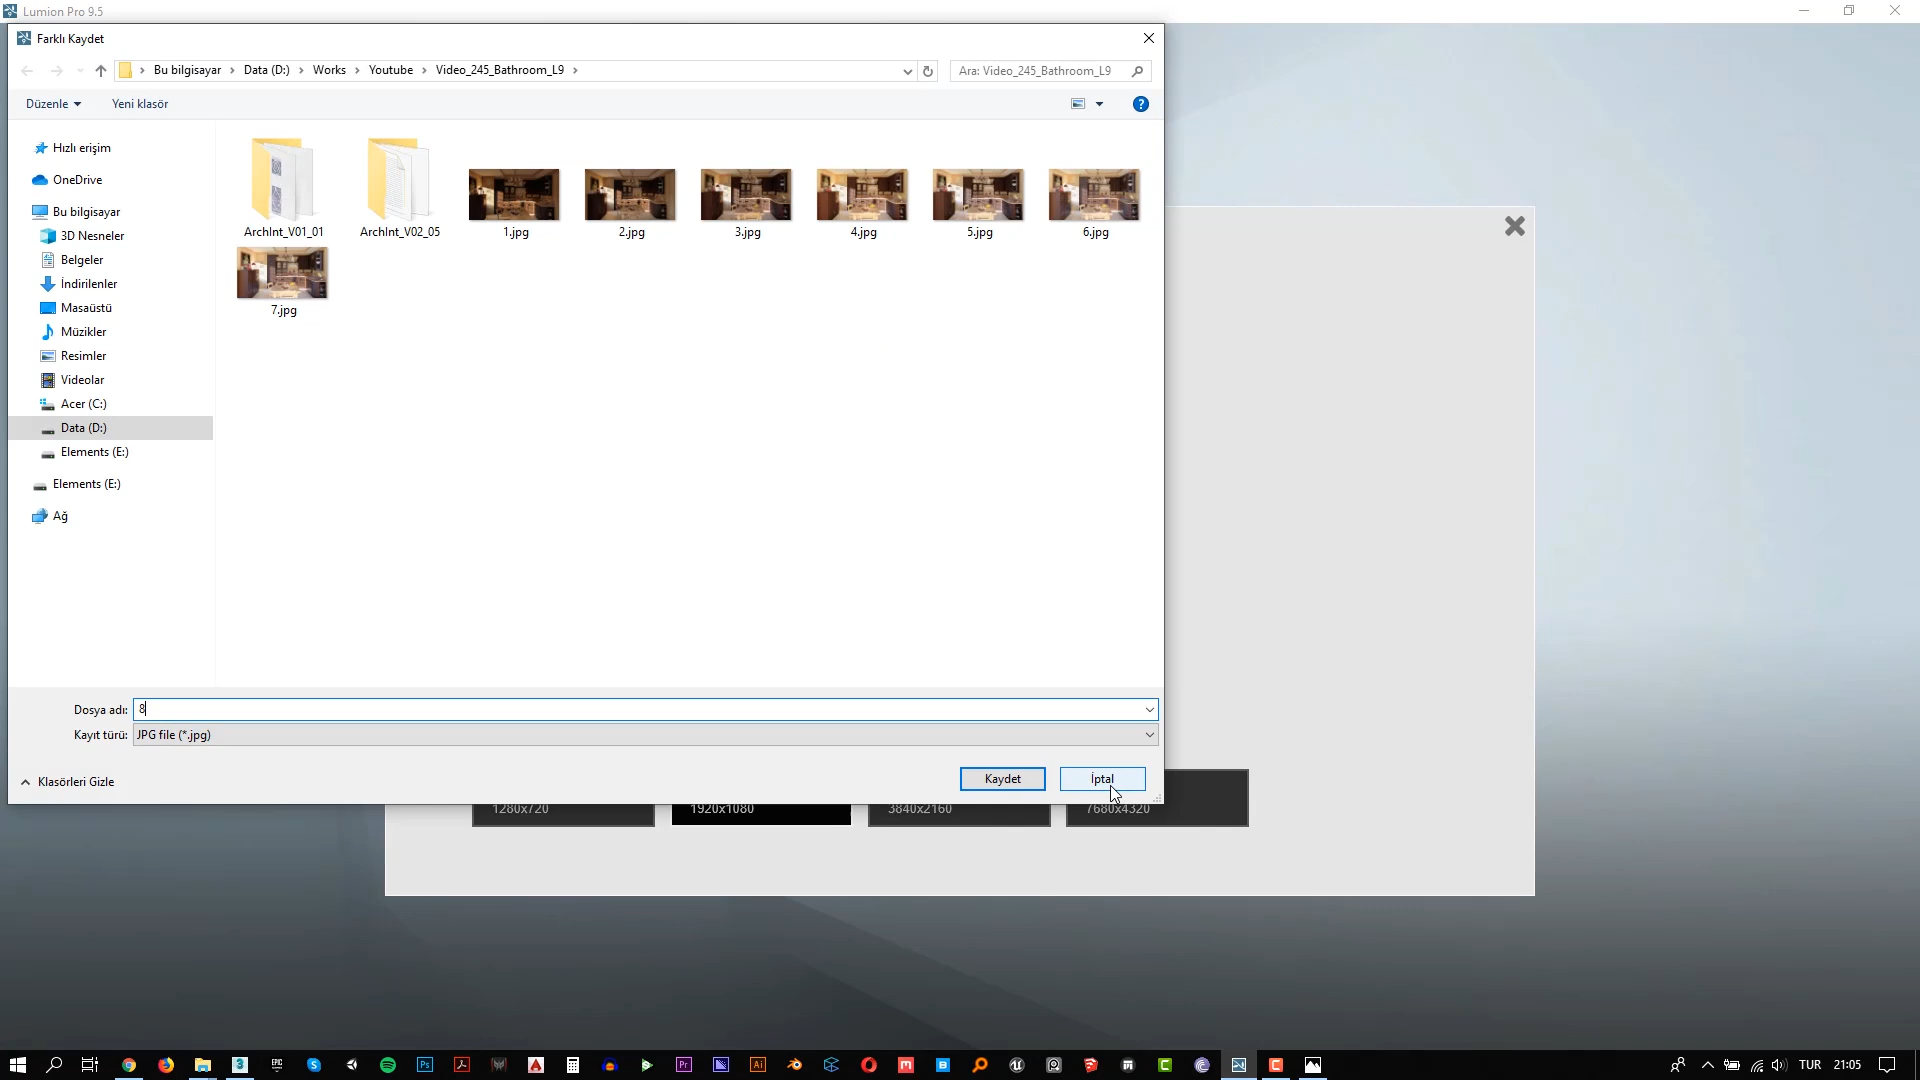 Lumion Pro 9.5
Farklı Kaydet
Bu bilgisayar
Data (D:)
Works
Youtube
Video_245_Bathroom_L9
Ara: Video_245_Bathroom_L9
Düzenle
Yeni klasör
Hızlı erişim
OneDrive
Bu bilgisayar
3D Nesneler
Belgeler
İndirilenler
Masaüstü
Müzikler
Resimler
Videolar
Acer (C:)
Data (D:)
Elements (E:)
Elements (E:)
Ağ
ArchInt_V01_01
ArchInt_V02_05
1.jpg
2.jpg
3.jpg
4.jpg
5.jpg
6.jpg
7.jpg
Dosya adı: 8
Kayıt türü: JPG file (*.jpg)
Klasörleri Gizle
Kaydet
İptal
1280x720
1920x1080
3840x2160
7680x4320
TUR
21:05